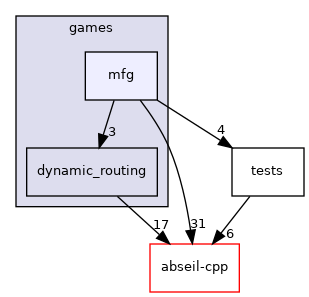 games
mfg
3
4
dynamic_routing
tests
17
31
6
abseil-cpp